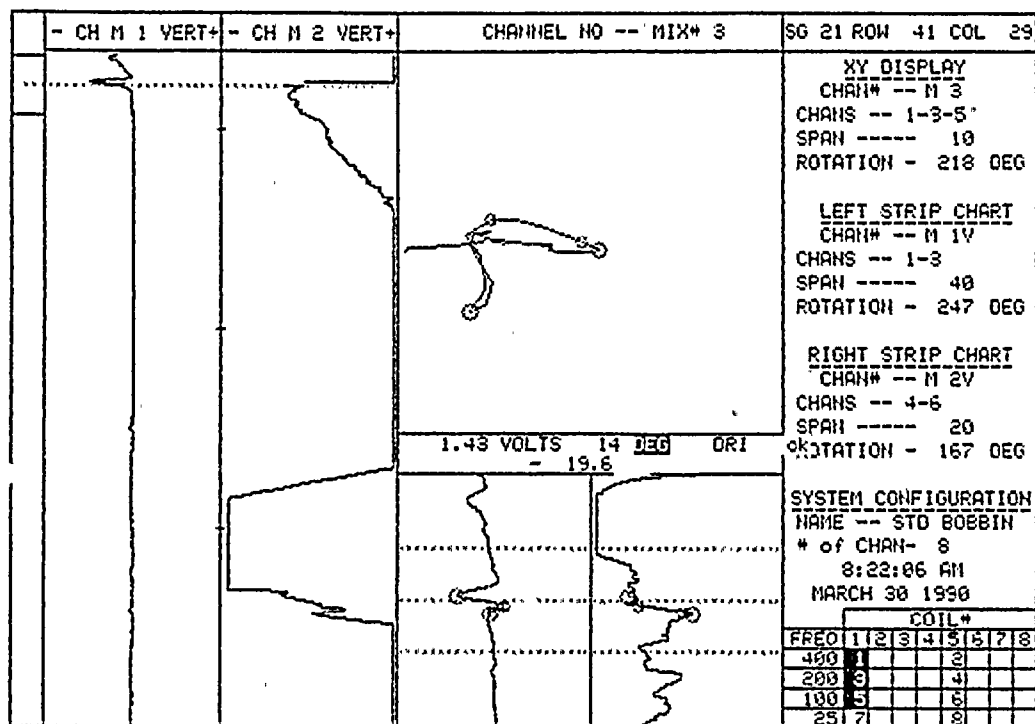 - CH M 1 VERT+
- CH M 2 VERT+
CHANNEL NO -- MIX# 3
SG 21 ROW 41 COL 29
XY DISPLAY
CHAN# -- M 3
CHANS -- 1-3-5
SPAN ----- 10
ROTATION - 218 DEG
LEFT STRIP CHART
CHAN# -- M 1V
CHANS -- 1-3
SPAN ----- 40
ROTATION - 247 DEG
RIGHT STRIP CHART
CHAN# -- M 2V
CHANS -- 4-6
SPAN ----- 20
ROTATION - 167 DEG
1.43 VOLTS 14 DEG ORI ok
- 19.6
SYSTEM CONFIGURATION
NAME -- STD BOBBIN
# of CHAN- 8
8:22:06 AM
MARCH 30 1990
COIL#
FREQ 1 2 3 4 5 6 7 8
400 1 2
200 3 4
100 5 6
25 7 8